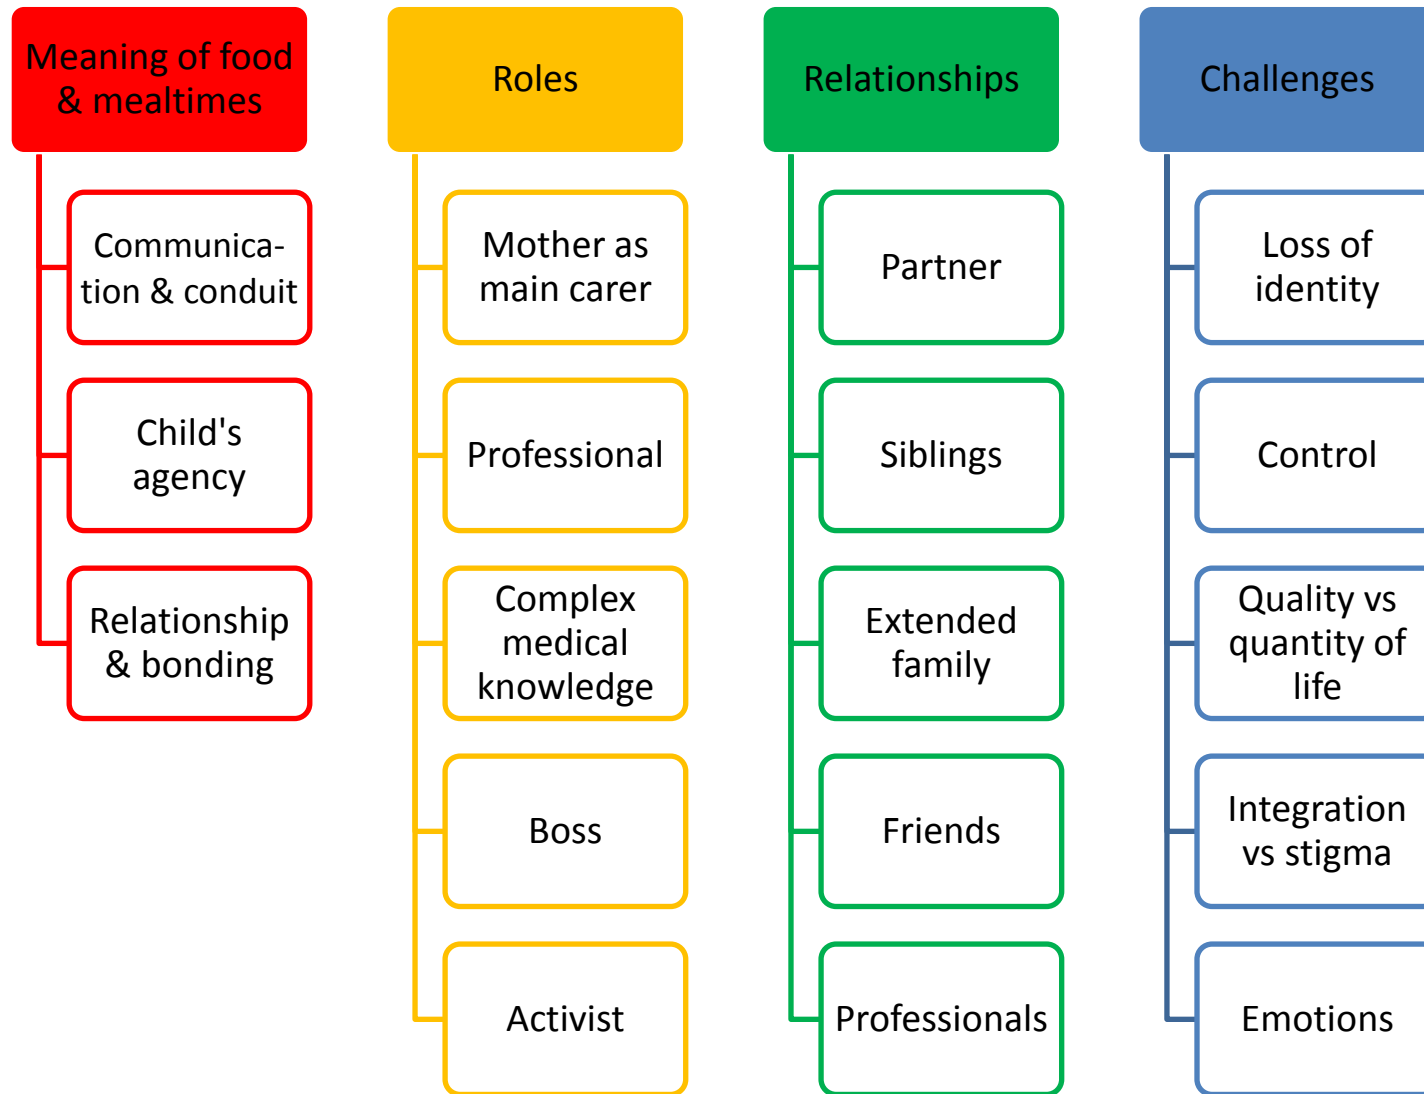 Meaning of food
& mealtimes
Communica-
tion & conduit
Child's
agency
Relationship
& bonding
Roles
Mother as
main carer
Professional
Complex
medical
knowledge
Boss
Activist
Relationships
Partner
Siblings
Extended
family
Friends
Professionals
Challenges
Loss of
identity
Control
Quality vs
quantity of
life
Integration
vs stigma
Emotions